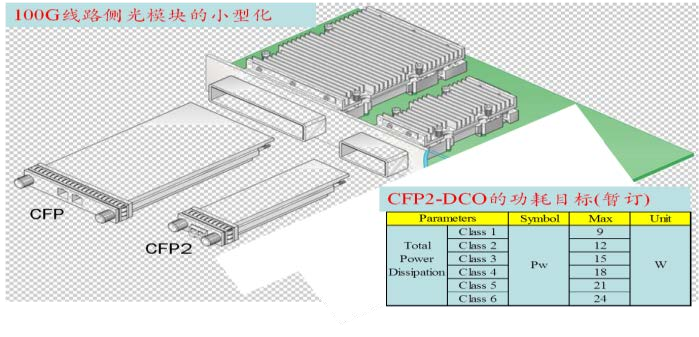 100G线路侧光模块的小型化
CFP
CFP2
CFP2-DCO的功耗目标(暂订)
Parameters Symbol Max Unit
Total Power Dissipation Class 1 Pw 9 W
Class 2 12
Class 3 15
Class 4 18
Class 5 21
Class 6 24